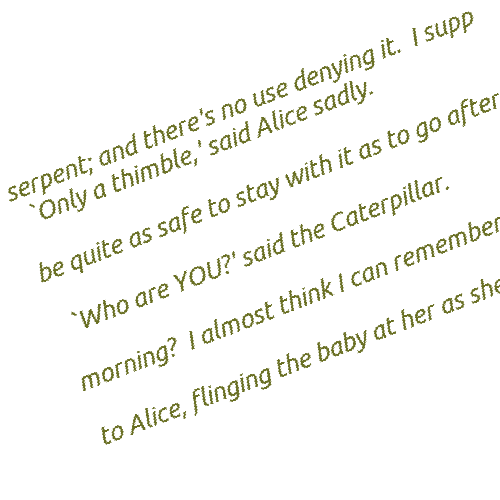 serpent; and there's no use denying it.  I supp
`Only a thimble,' said Alice sadly.
be quite as safe to stay with it as to go after
`Who are YOU?' said the Caterpillar.
morning?  I almost think I can remember
to Alice, flinging the baby at her as she